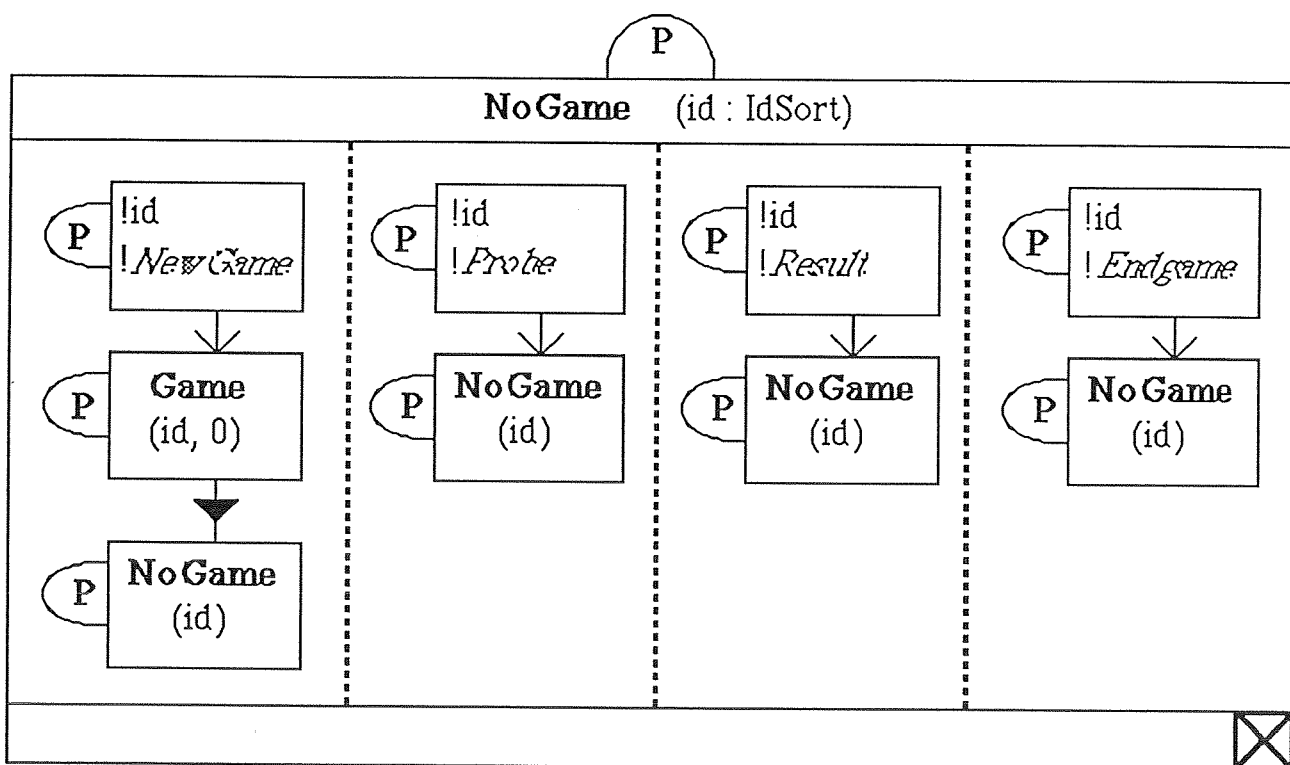 P
NoGame (id : IdSort)
P
!id
!NewGame
P
!id
!Probe
P
!id
!Result
P
!id
!Endgame
P
Game
(id, 0)
P
NoGame
(id)
P
NoGame
(id)
P
NoGame
(id)
P
NoGame
(id)